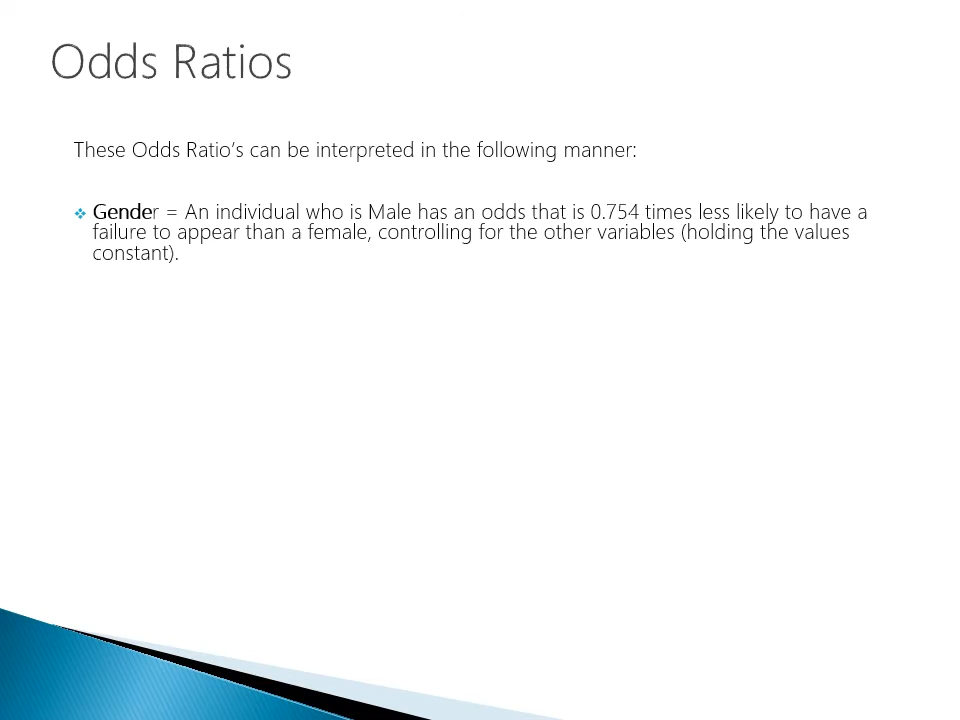 Odds Ratios
These Odds Ratio’s can be interpreted in the following manner:
❖ Gender = An individual who is Male has an odds that is 0.754 times less likely to have a
failure to appear than a female, controlling for the other variables (holding the values
constant).